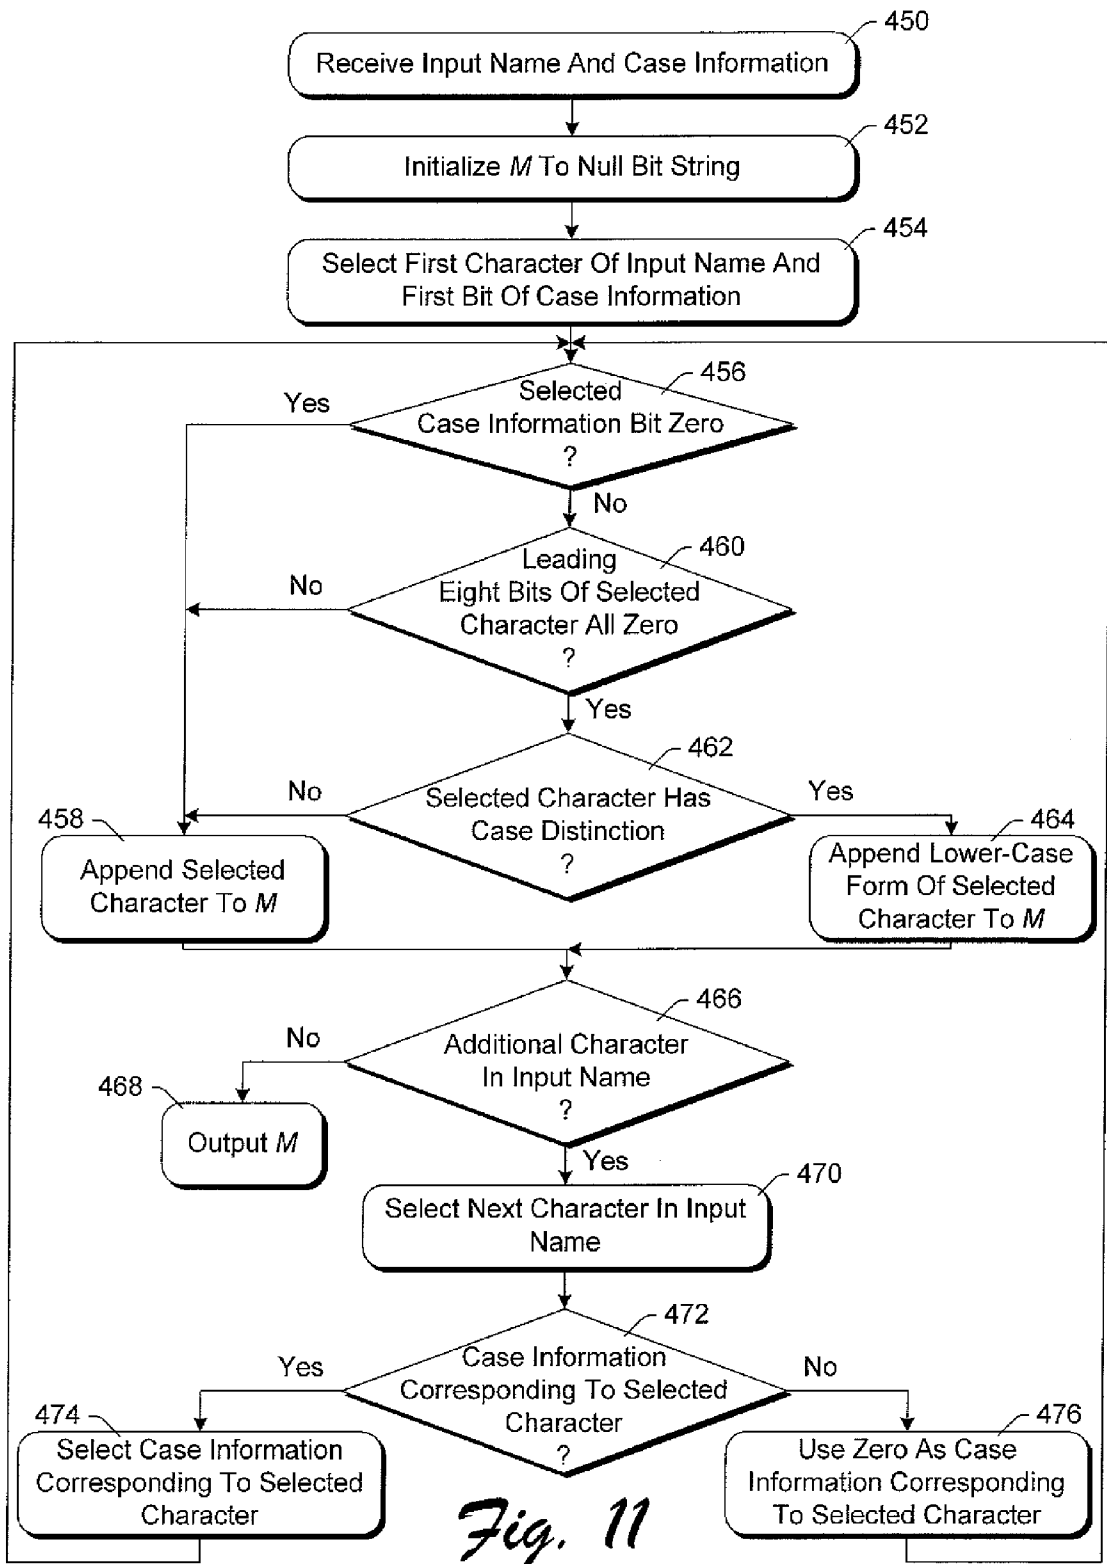 450
Receive Input Name And Case Information
452
Initialize M To Null Bit String
454
Select First Character Of Input Name And
First Bit Of Case Information
456
Selected
Case Information Bit Zero
?
Yes
No
460
Leading
Eight Bits Of Selected
Character All Zero
?
No
Yes
462
Selected Character Has
Case Distinction
?
No
Yes
458
Append Selected
Character To M
464
Append Lower-Case
Form Of Selected
Character To M
466
Additional Character
In Input Name
?
No
468
Output M
Yes
470
Select Next Character In Input
Name
472
Case Information
Corresponding To Selected
Character
?
Yes
No
474
Select Case Information
Corresponding To Selected
Character
476
Use Zero As Case
Information Corresponding
To Selected Character
Fig. 11